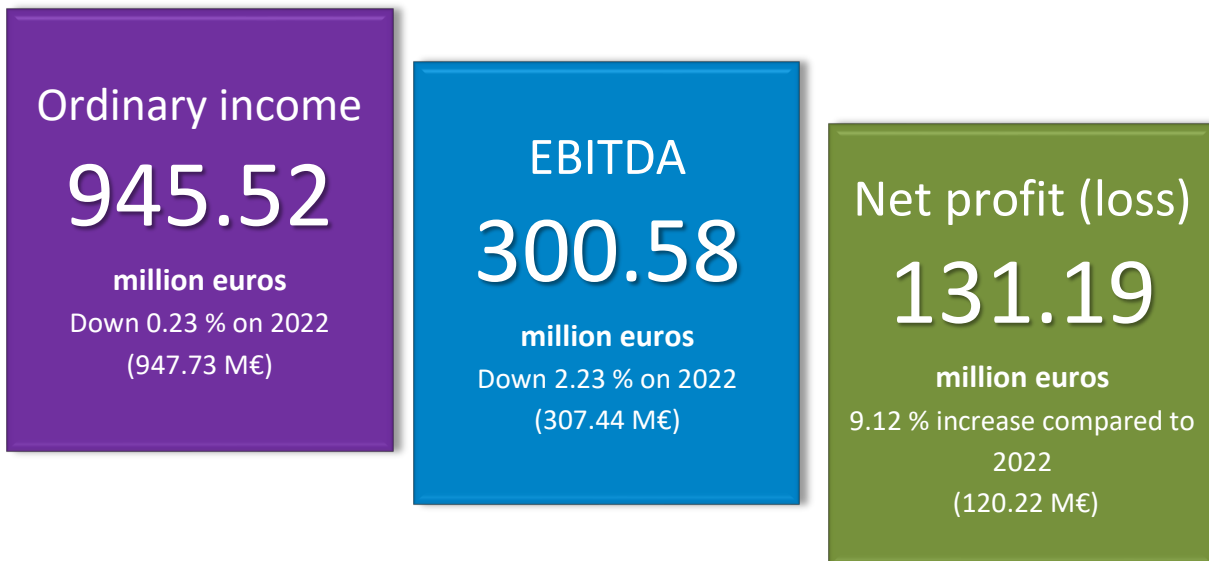 Ordinary income
945.52
million euros
Down 0.23 % on 2022
(947.73 M€)
EBITDA
300.58
million euros
Down 2.23 % on 2022
(307.44 M€)
Net profit (loss)
131.19
million euros
9.12 % increase compared to
2022
(120.22 M€)